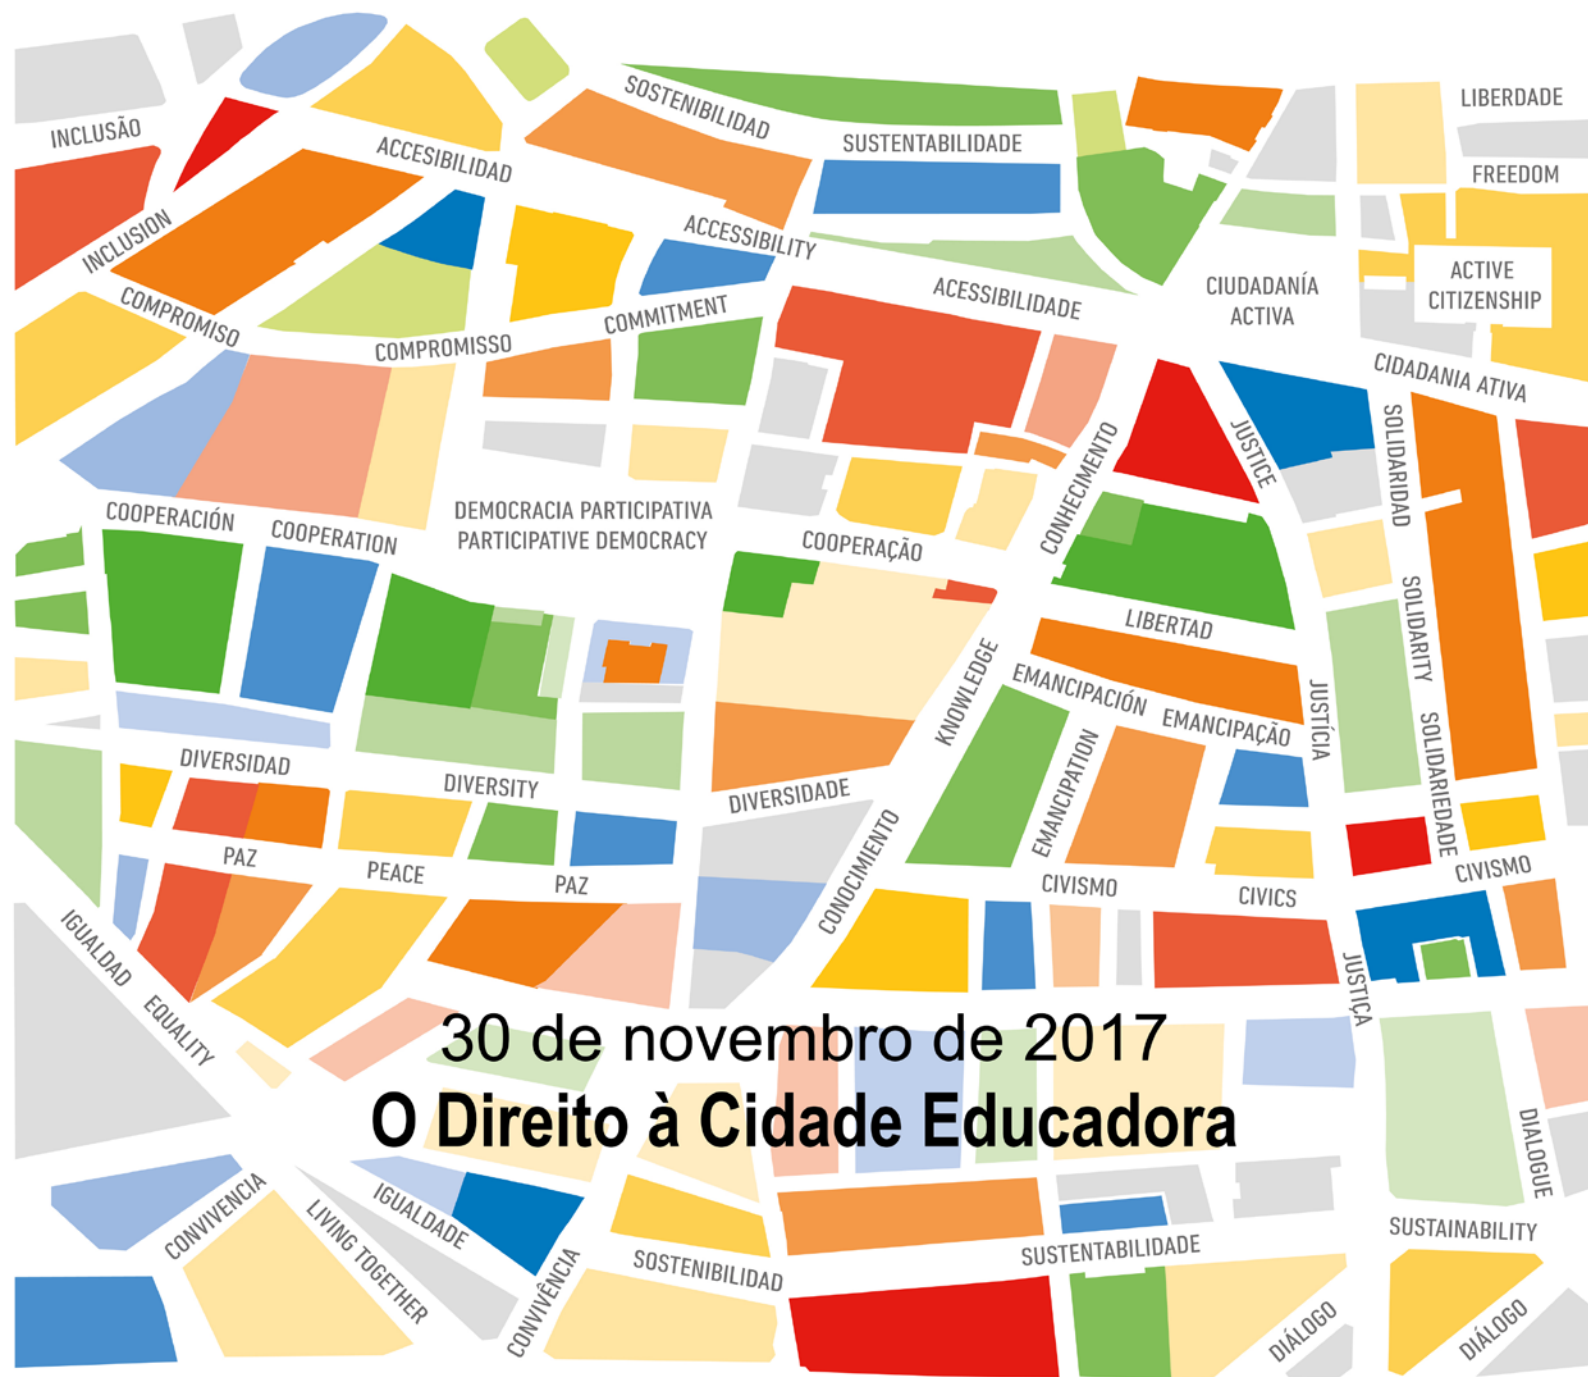 LIBERDADE
INCLUSÃO
SOSTENIBILIDAD
SUSTENTABILIDADE
ACCESIBILIDAD
FREEDOM
INCLUSION
ACCESSIBILITY
ACTIVE
CITIZENSHIP
CIUDADANÍA
ACTIVA
ACESSIBILIDADE
COMPROMISO
COMMITMENT
COMPROMISSO
CIDADANIA ATIVA
JUSTICE
SOLIDARIDAD
CONHECIMENTO
COOPERACIÓN
COOPERATION
DEMOCRACIA PARTICIPATIVA
PARTICIPATIVE DEMOCRACY
COOPERAÇÃO
LIBERTAD
SOLIDARITY
KNOWLEDGE
EMANCIPACIÓN
EMANCIPAÇÃO
JUSTÍCIA
DIVERSIDAD
DIVERSITY
DIVERSIDADE
EMANCIPATION
SOLIDARIEDADE
PAZ
PEACE
PAZ
CONOCIMIENTO
CIVISMO
CIVICS
CIVISMO
IGUALDAD
EQUALITY
JUSTIÇA
30 de novembro de 2017
O Direito à Cidade Educadora
DIALOGUE
CONVIVENCIA
LIVING TOGETHER
IGUALDADE
CONVIVÊNCIA
SOSTENIBILIDAD
SUSTENTABILIDADE
SUSTAINABILITY
DIÁLOGO
DIÁLOGO